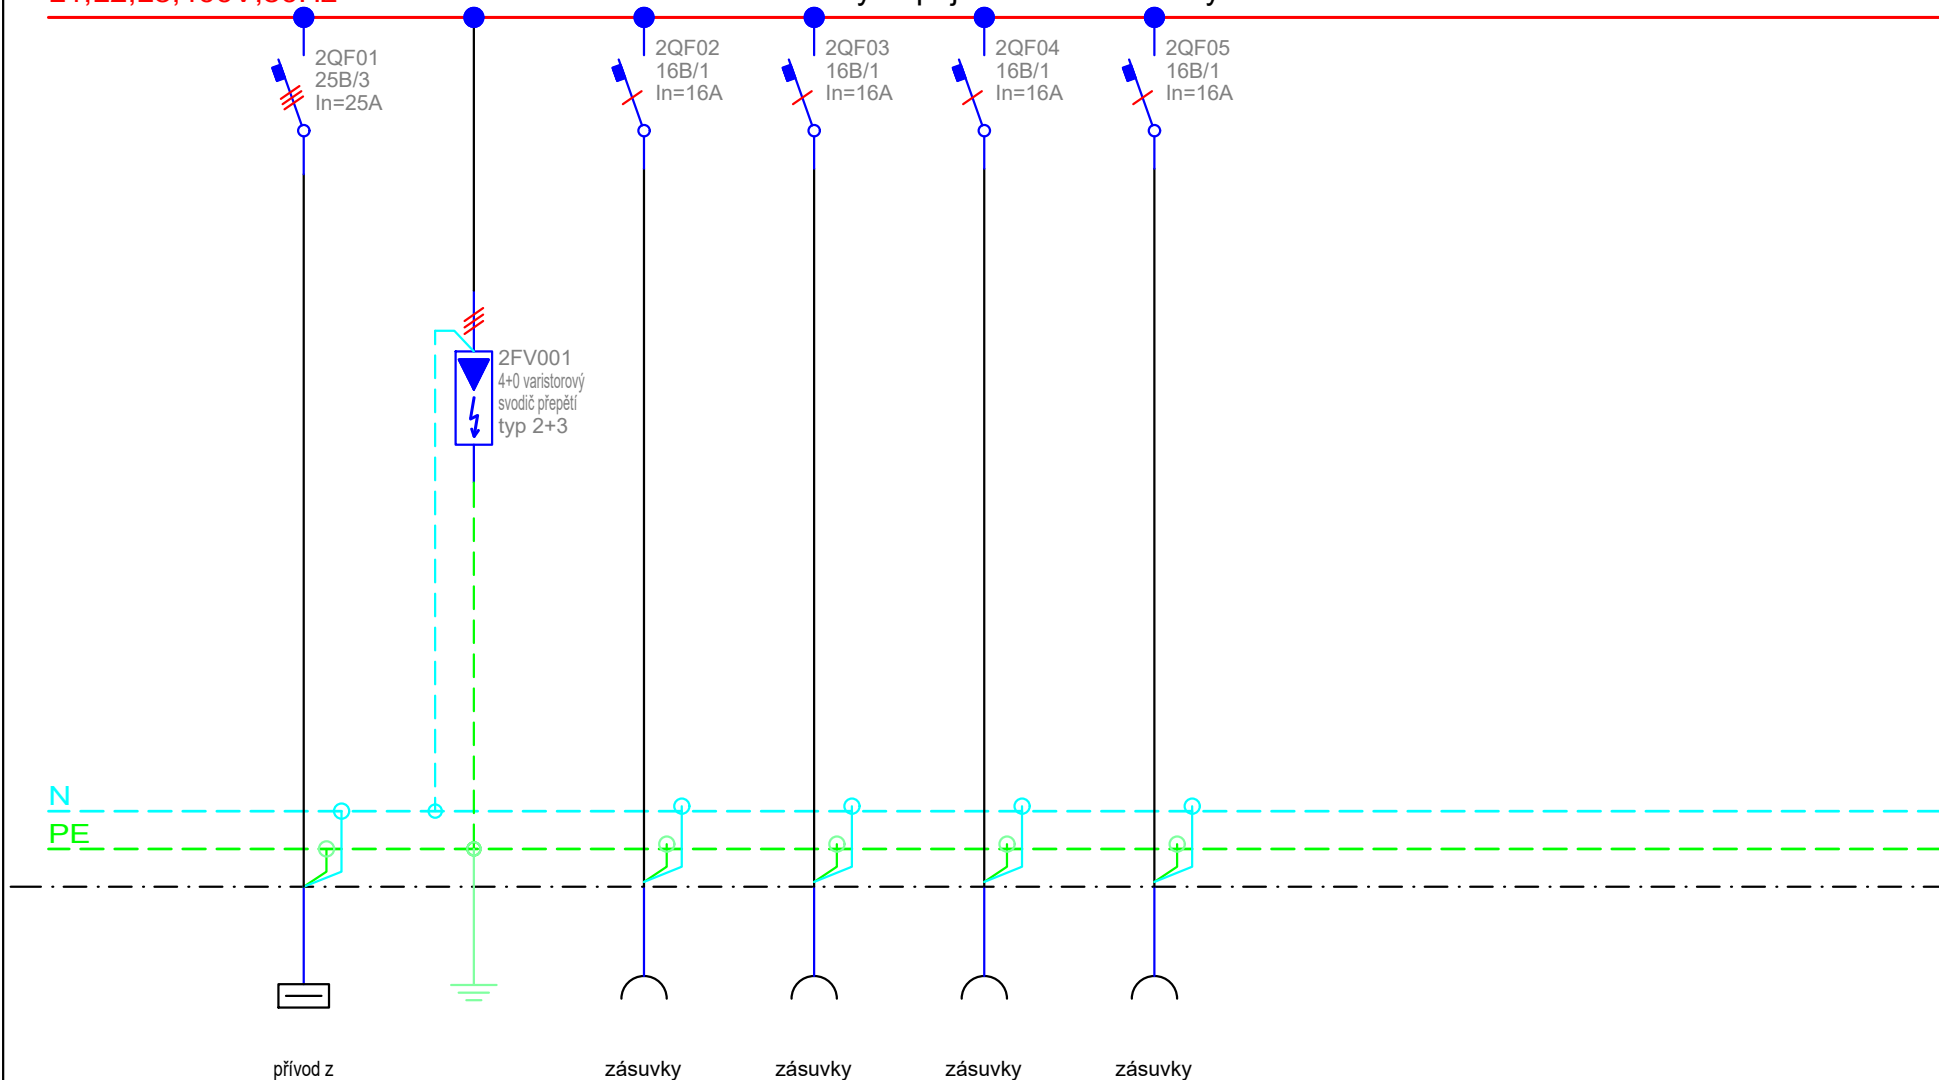 2QF01
25B/3
In=25A
2QF02
16B/1
In=16A
2QF03
16B/1
In=16A
2QF04
16B/1
In=16A
2QF05
16B/1
In=16A
2FV001
4+0 varistorový
svodič přepětí
typ 2+3
N
PE
přívod z
zásuvky
zásuvky
zásuvky
zásuvky